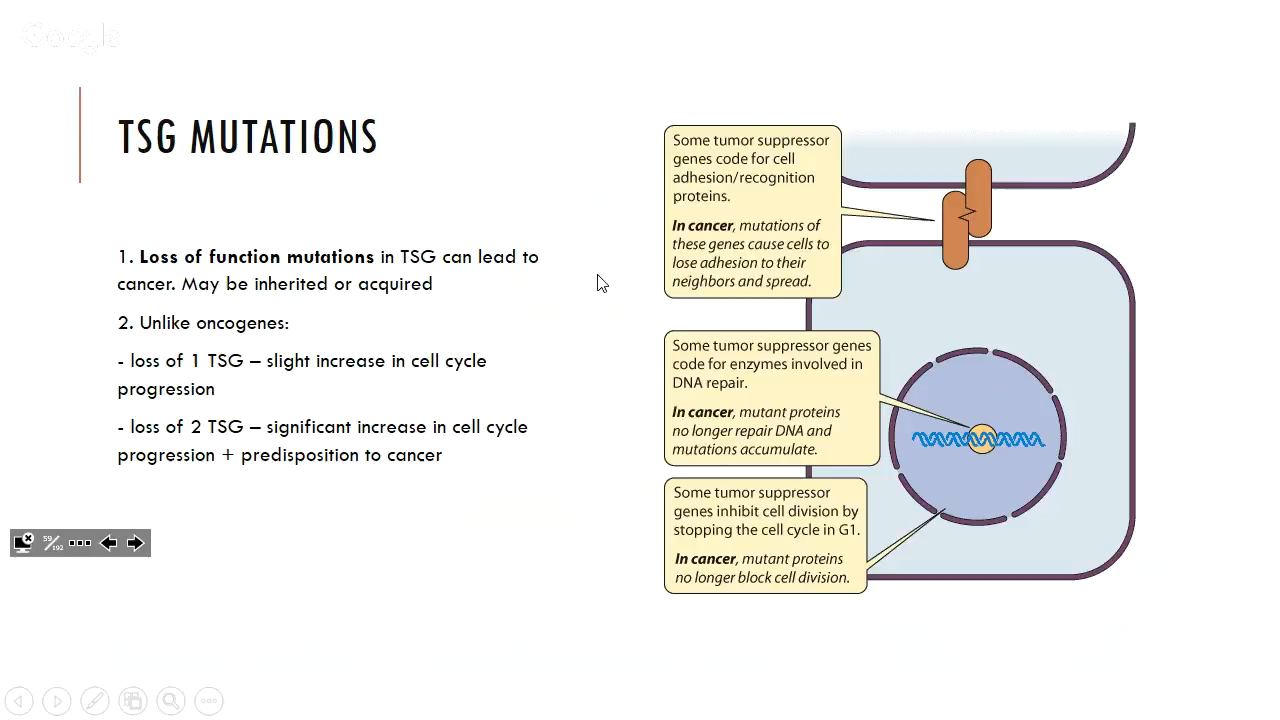 Google
TSG MUTATIONS
1. Loss of function mutations in TSG can lead to
cancer. May be inherited or acquired
2. Unlike oncogenes:
- loss of 1 TSG – slight increase in cell cycle
progression
- loss of 2 TSG – significant increase in cell cycle
progression + predisposition to cancer
Some tumor suppressor
genes code for cell
adhesion/recognition
proteins.
In cancer, mutations of
these genes cause cells to
lose adhesion to their
neighbors and spread.
Some tumor suppressor genes
code for enzymes involved in
DNA repair.
In cancer, mutant proteins
no longer repair DNA and
mutations accumulate.
Some tumor suppressor
genes inhibit cell division by
stopping the cell cycle in G1.
In cancer, mutant proteins
no longer block cell division.
59/192